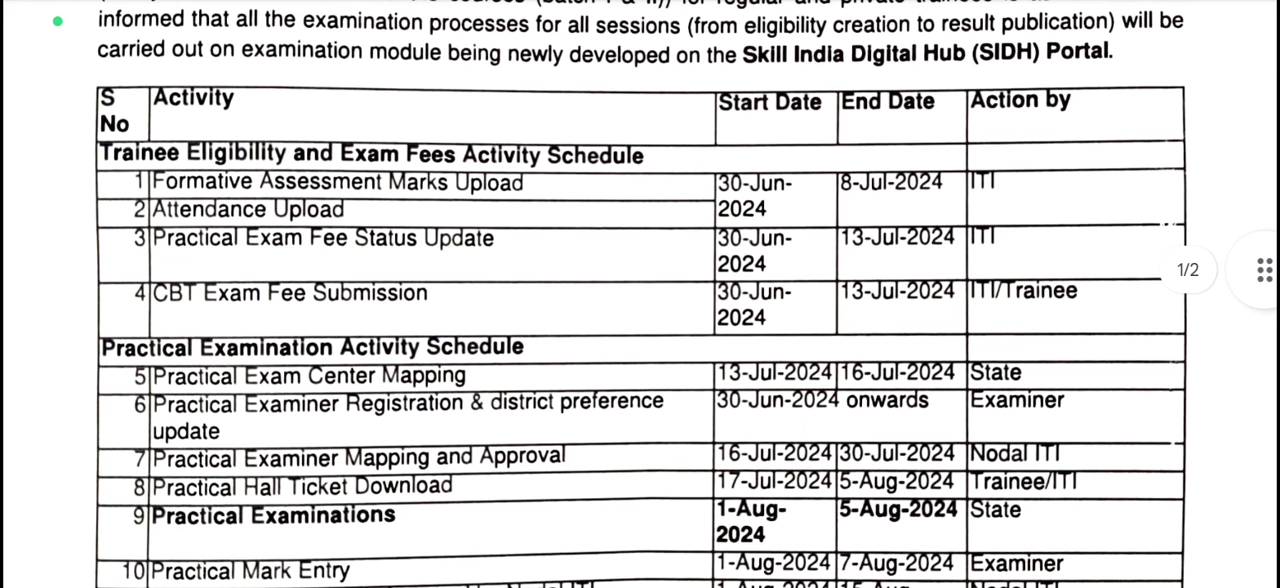 informed that all the examination processes for all sessions (from eligibility creation to result publication) will be
carried out on examination module being newly developed on the Skill India Digital Hub (SIDH) Portal.
S No Activity Start Date End Date Action by
Trainee Eligibility and Exam Fees Activity Schedule
1 Formative Assessment Marks Upload 30-Jun-2024 8-Jul-2024 ITI
2 Attendance Upload
3 Practical Exam Fee Status Update 30-Jun-2024 13-Jul-2024 ITI
4 CBT Exam Fee Submission 30-Jun-2024 13-Jul-2024 ITI/Trainee
1/2
Practical Examination Activity Schedule
5 Practical Exam Center Mapping 13-Jul-2024 16-Jul-2024 State
6 Practical Examiner Registration & district preference update 30-Jun-2024 onwards Examiner
7 Practical Examiner Mapping and Approval 16-Jul-2024 30-Jul-2024 Nodal ITI
8 Practical Hall Ticket Download 17-Jul-2024 5-Aug-2024 Trainee/ITI
9 Practical Examinations 1-Aug-2024 5-Aug-2024 State
10 Practical Mark Entry 1-Aug-2024 7-Aug-2024 Examiner